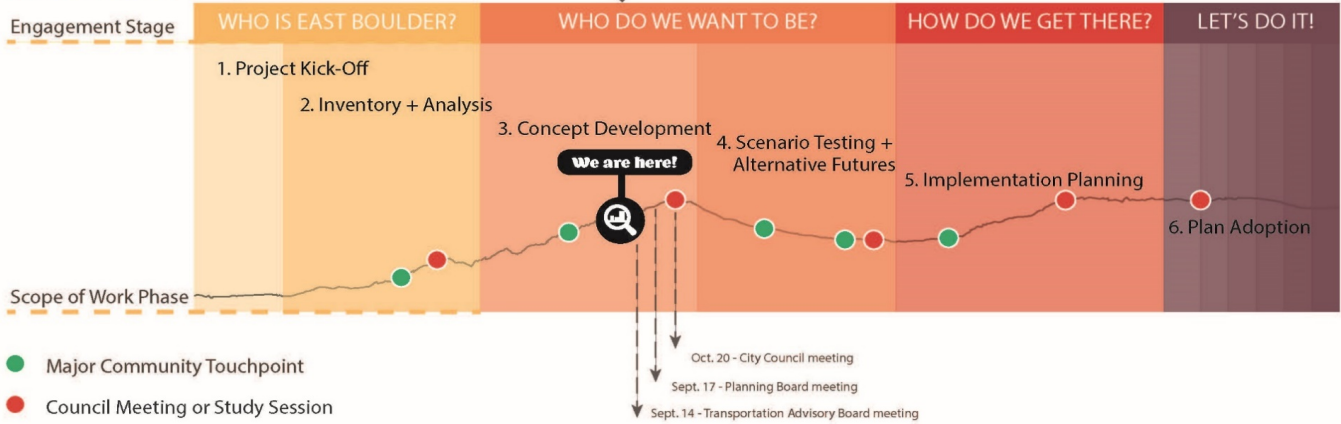 Engagement Stage
WHO IS EAST BOULDER?
WHO DO WE WANT TO BE?
HOW DO WE GET THERE?
LET'S DO IT!
1. Project Kick-Off
2. Inventory + Analysis
3. Concept Development
We are here!
4. Scenario Testing +
Alternative Futures
5. Implementation Planning
6. Plan Adoption
Scope of Work Phase
Oct. 20 - City Council meeting
Sept. 17 - Planning Board meeting
Sept. 14 - Transportation Advisory Board meeting
Major Community Touchpoint
Council Meeting or Study Session